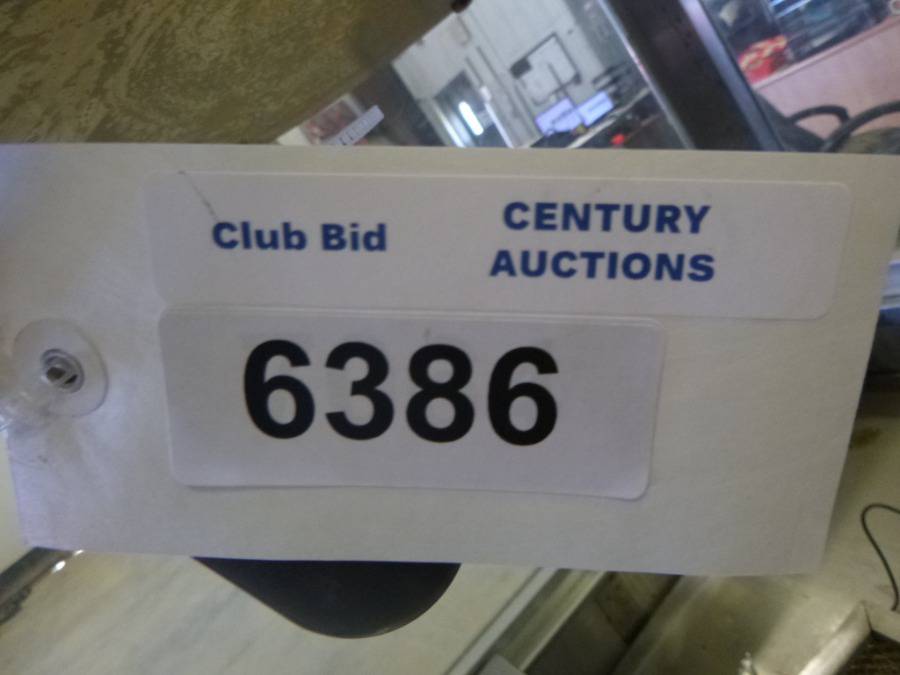 Club Bid
CENTURY
AUCTIONS
6386